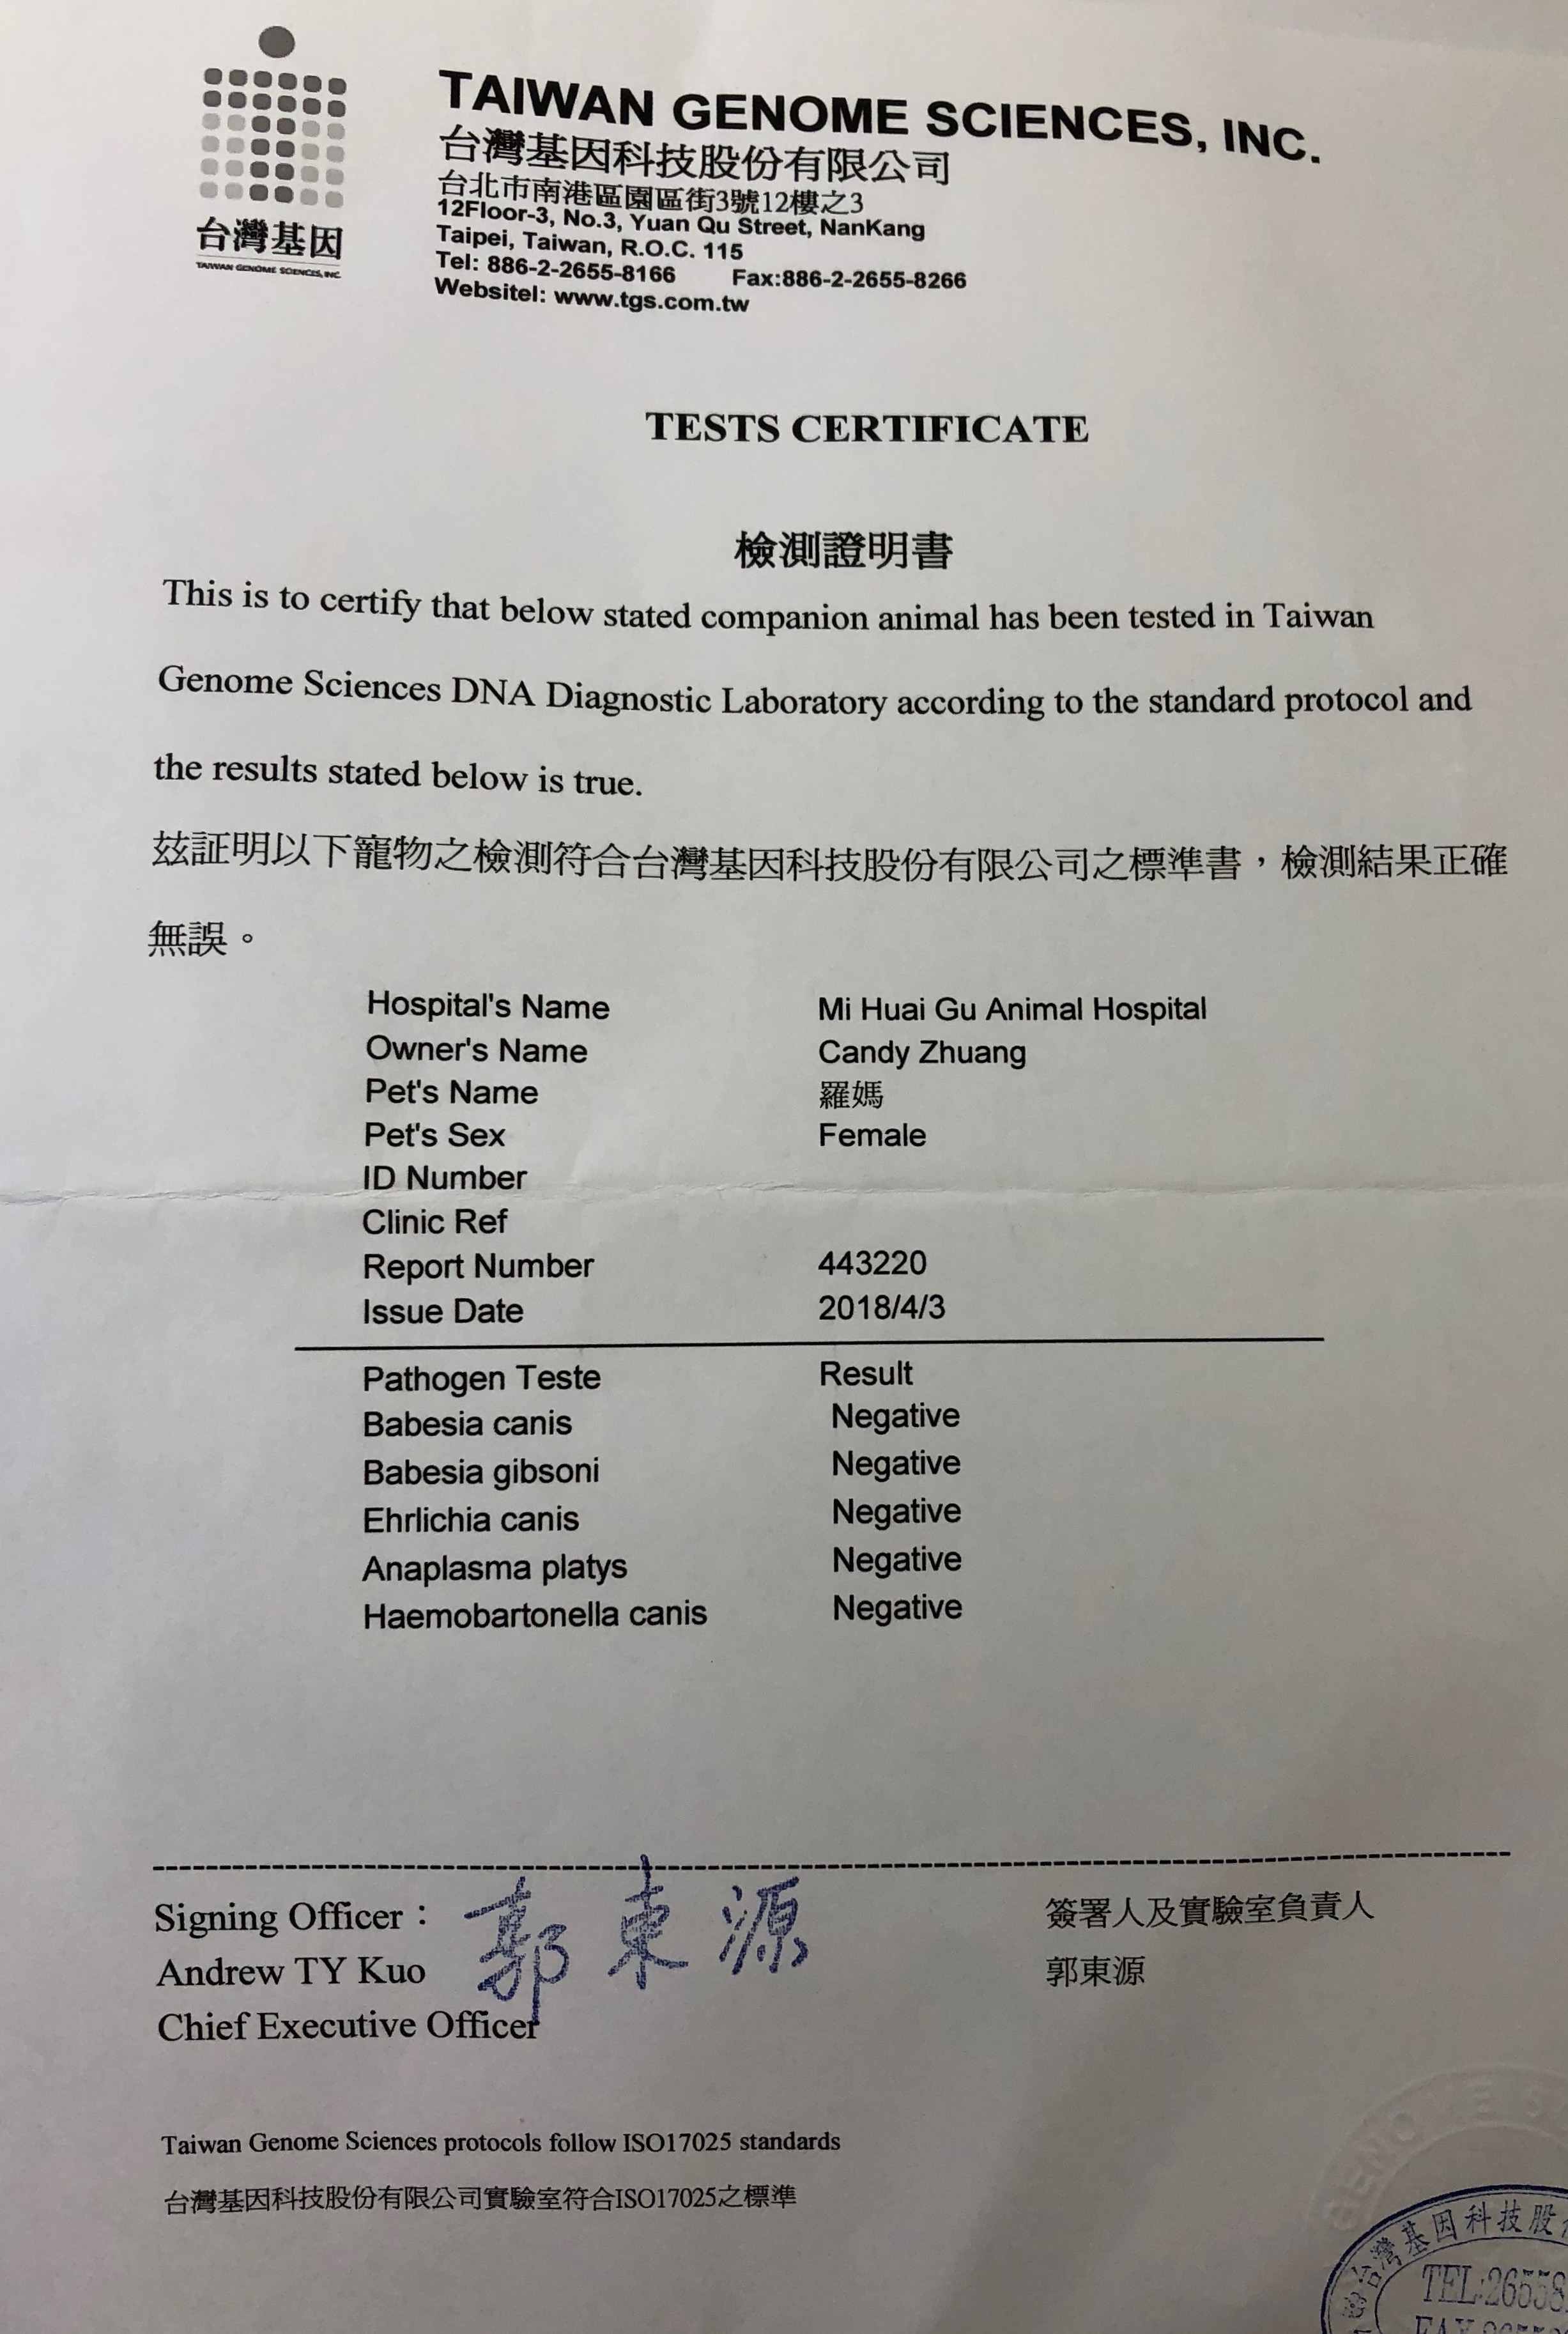 TAIWAN GENOME SCIENCES, INC.
台灣基因科技股份有限公司
台北市南港區園區街3號12樓之3
12Floor-3, No.3, Yuan Qu Street, NanKang
Taipei, Taiwan, R.O.C. 115
Tel: 886-2-2655-8166 Fax:886-2-2655-8266
Websitel: www.tgs.com.tw
台灣基因
TAIWAN GENOME SCIENCES, INC.
TESTS CERTIFICATE
檢測證明書
This is to certify that below stated companion animal has been tested in Taiwan
Genome Sciences DNA Diagnostic Laboratory according to the standard protocol and
the results stated below is true.
玆証明以下寵物之檢測符合台灣基因科技股份有限公司之標準書，檢測結果正確
無誤。
Hospital's Name Mi Huai Gu Animal Hospital
Owner's Name Candy Zhuang
Pet's Name 羅媽
Pet's Sex Female
ID Number
Clinic Ref
Report Number 443220
Issue Date 2018/4/3
Pathogen Teste Result
Babesia canis Negative
Babesia gibsoni Negative
Ehrlichia canis Negative
Anaplasma platys Negative
Haemobartonella canis Negative
Signing Officer： 郭東源 簽署人及實驗室負責人
Andrew TY Kuo 郭東源
Chief Executive Officer
Taiwan Genome Sciences protocols follow ISO17025 standards
台灣基因科技股份有限公司實驗室符合ISO17025之標準
GENOME
台灣基因科技股
TEL:26558